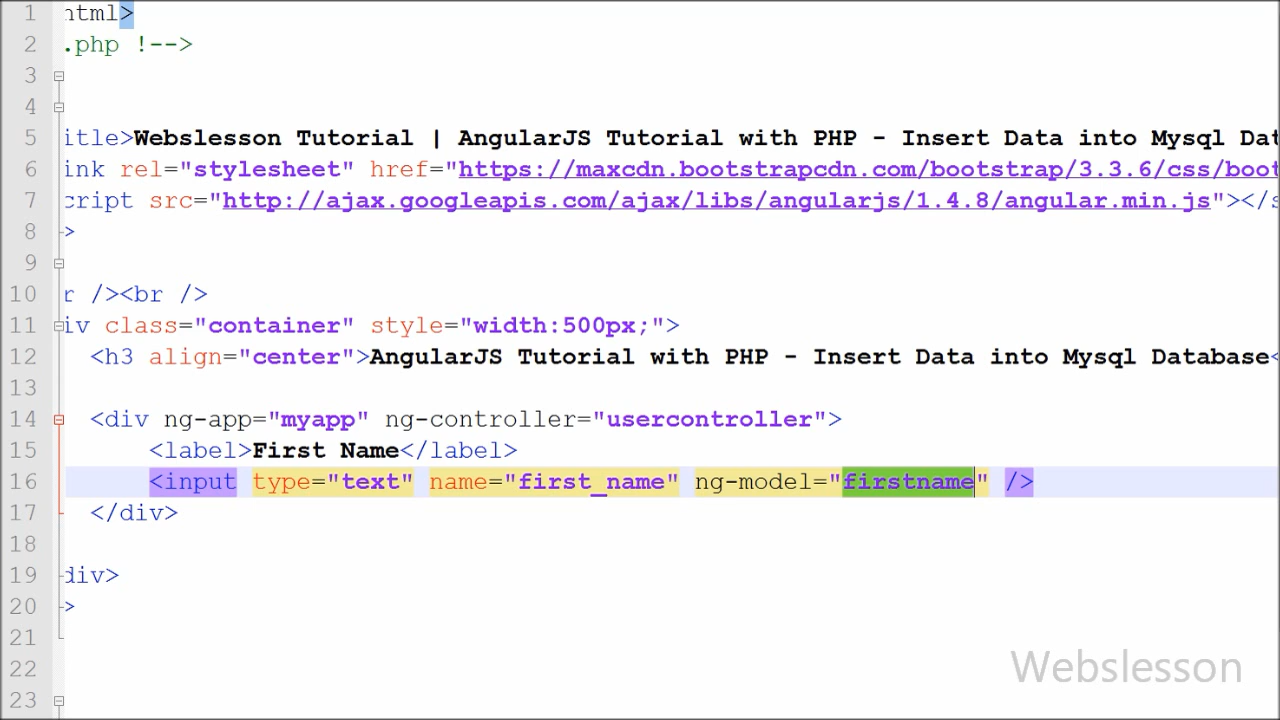 1 html>
2 .php !-->
3
4
5 itle>Webslesson Tutorial | AngularJS Tutorial with PHP - Insert Data into Mysql Dat
6 ink rel="stylesheet" href="https://maxcdn.bootstrapcdn.com/bootstrap/3.3.6/css/boot
7 cript src="http://ajax.googleapis.com/ajax/libs/angularjs/1.4.8/angular.min.js"></s
8 >
9
10 r /><br />
11 iv class="container" style="width:500px;">
12 <h3 align="center">AngularJS Tutorial with PHP - Insert Data into Mysql Database<
13
14 <div ng-app="myapp" ng-controller="usercontroller">
15 <label>First Name</label>
16 <input type="text" name="first_name" ng-model="firstname" />
17 </div>
18
19 div>
20 >
21
22
23
Webslesson